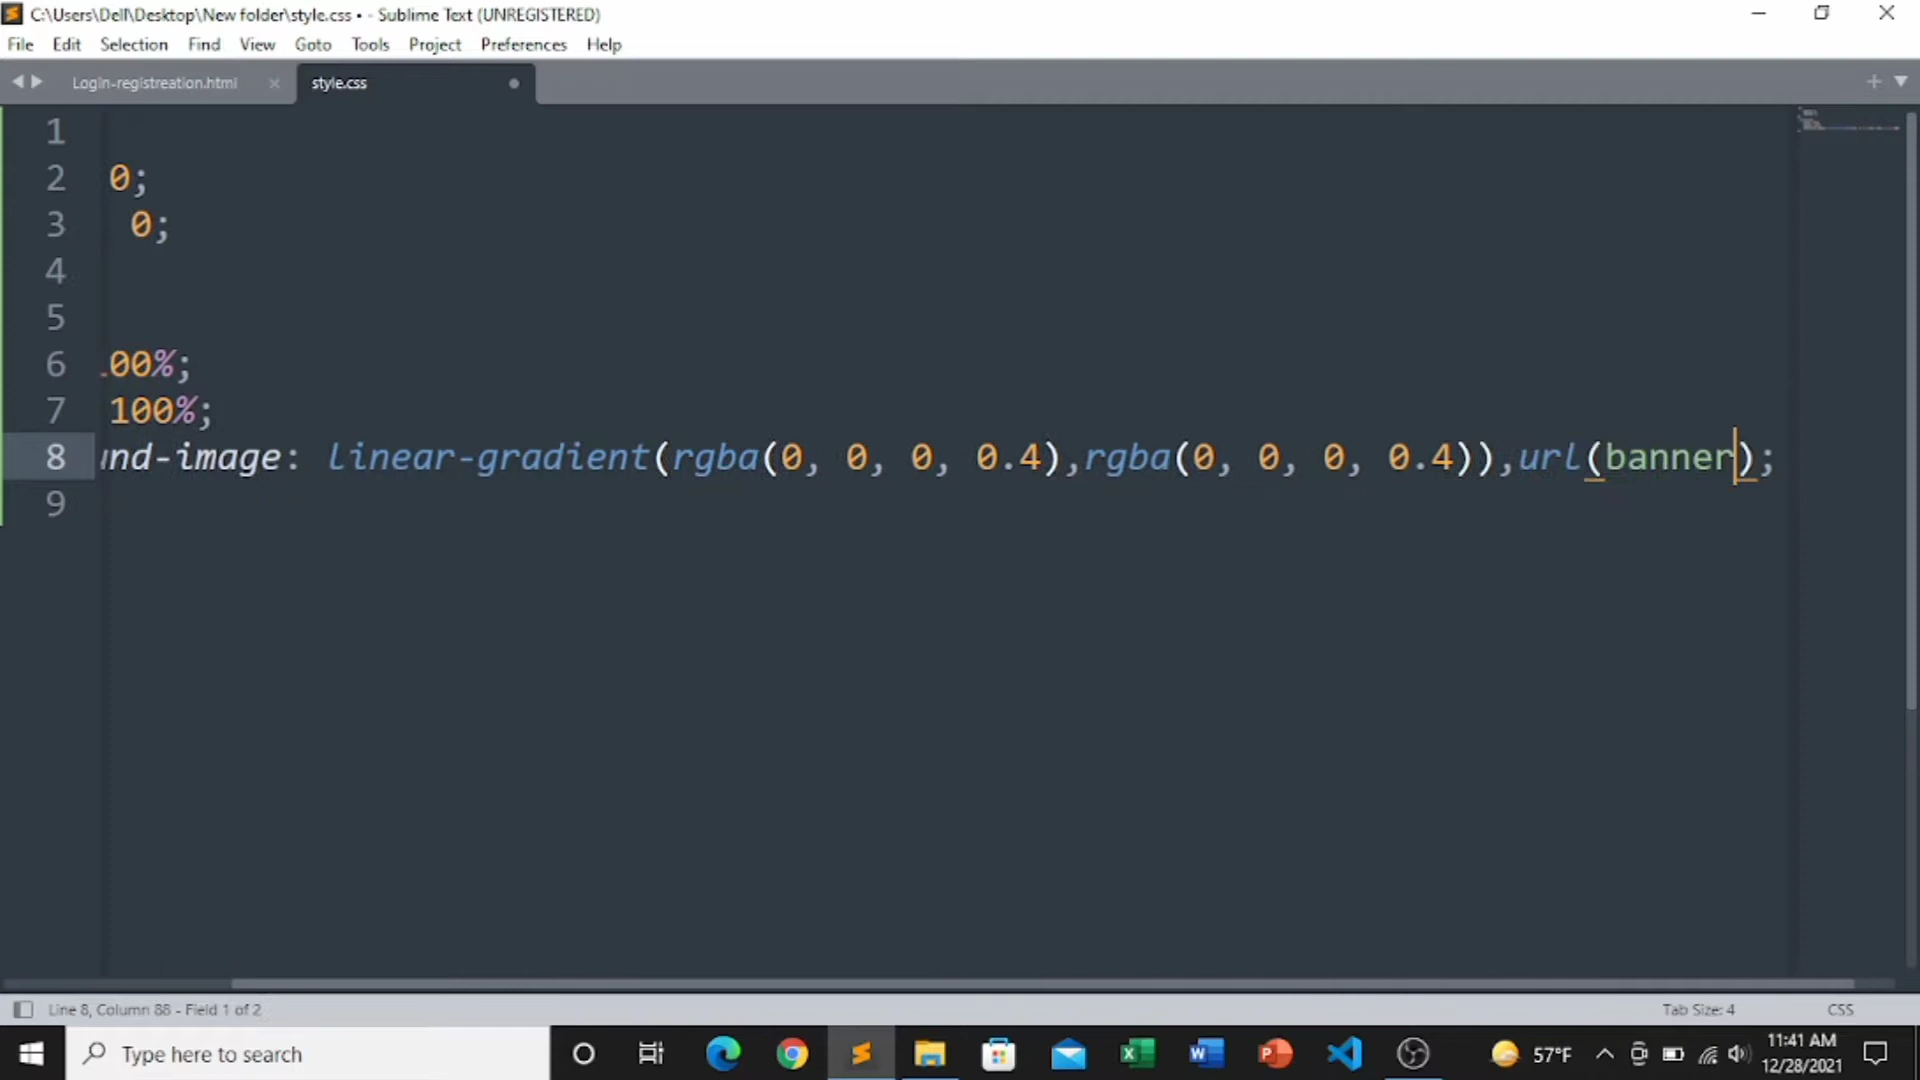 C:\Users\Dell\Desktop\New folder\style.css • - Sublime Text (UNREGISTERED)
File Edit Selection Find View Goto Tools Project Preferences Help
Login-registreation.html style.css
1
2 0;
3 0;
4
5
6 00%;
7 100%;
8 und-image: linear-gradient(rgba(0, 0, 0, 0.4),rgba(0, 0, 0, 0.4)),url(banner);
9
Line 8, Column 88 - Field 1 of 2 Tab Size: 4 CSS
Type here to search 57°F 11:41 AM
12/28/2021